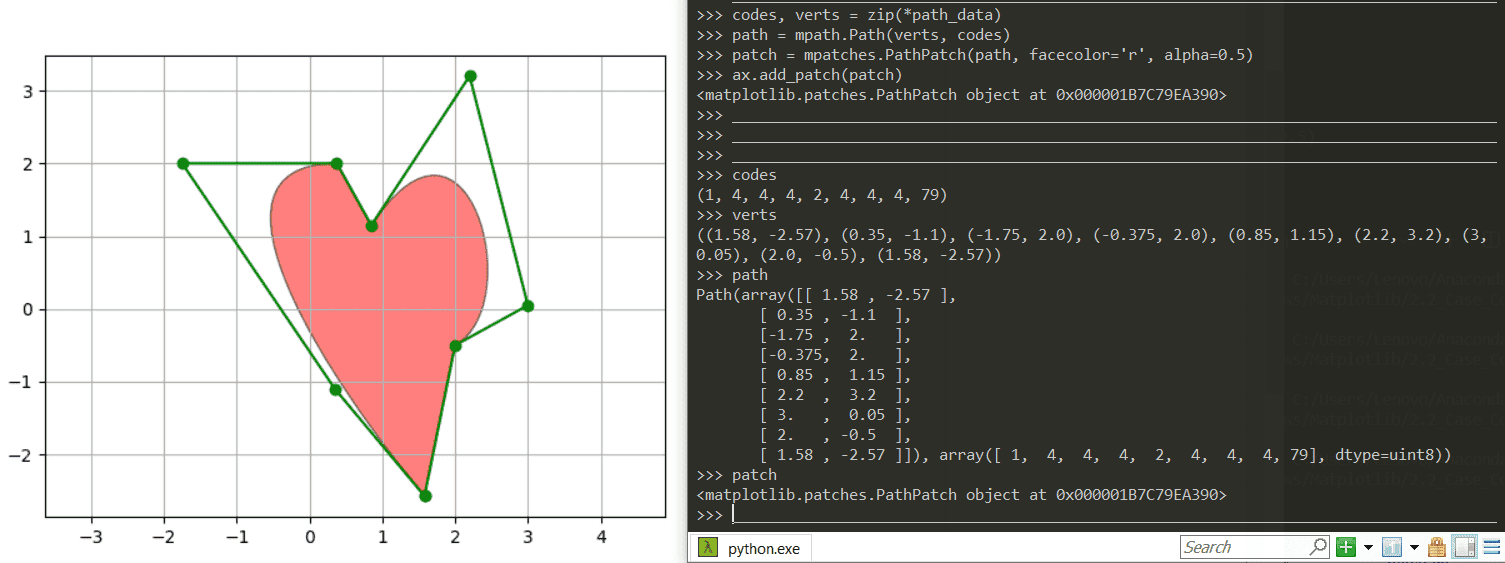 3
2
1
0
−1
−2
−3
−2
−1
0
1
2
3
4
>>> codes, verts = zip(*path_data)
>>> path = mpath.Path(verts, codes)
>>> patch = mpatches.PathPatch(path, facecolor='r', alpha=0.5)
>>> ax.add_patch(patch)
<matplotlib.patches.PathPatch object at 0x000001B7C79EA390>
>>>
>>>
>>>
>>> codes
(1, 4, 4, 4, 2, 4, 4, 4, 79)
>>> verts
((1.58, -2.57), (0.35, -1.1), (-1.75, 2.0), (-0.375, 2.0), (0.85, 1.15), (2.2, 3.2), (3,
0.05), (2.0, -0.5), (1.58, -2.57))
>>> path
Path(array([[ 1.58 , -2.57 ],
[ 0.35 , -1.1 ],
[-1.75 , 2. ],
[-0.375, 2. ],
[ 0.85 , 1.15 ],
[ 2.2 , 3.2 ],
[ 3. , 0.05 ],
[ 2. , -0.5 ],
[ 1.58 , -2.57 ]]), array([ 1, 4, 4, 4, 2, 4, 4, 4, 79], dtype=uint8))
>>> patch
<matplotlib.patches.PathPatch object at 0x000001B7C79EA390>
>>>
λ python.exe
Search